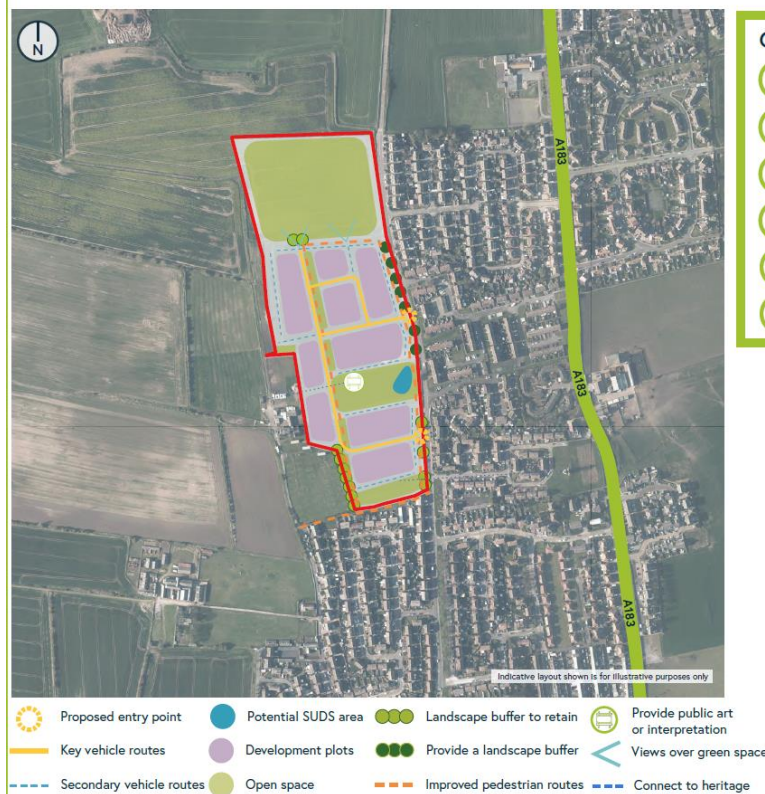 N
A183
A183
A183
Indicative layout shown is for illustrative purposes only
Proposed entry point
Potential SUDS area
Landscape buffer to retain
Provide public art
or interpretation
Key vehicle routes
Development plots
Provide a landscape buffer
Views over green space
Secondary vehicle routes
Open space
Improved pedestrian routes
Connect to heritage